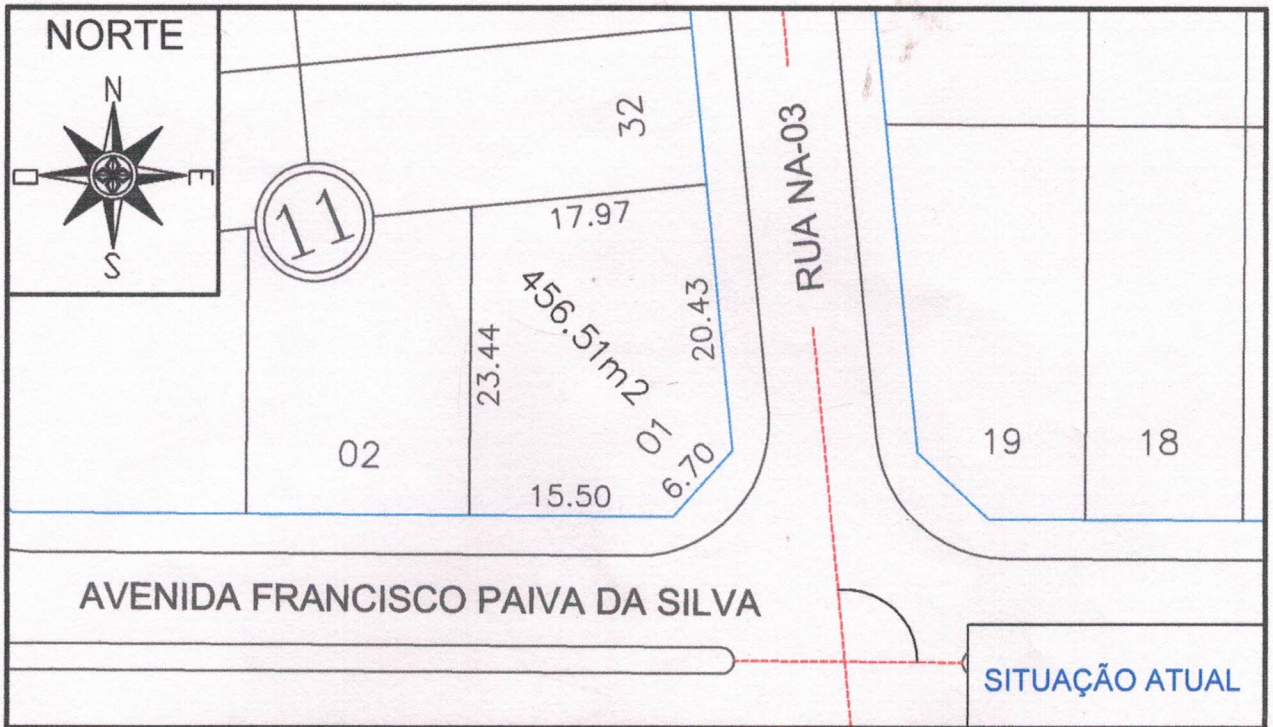 NORTE
N
O
E
S
11
32
17.97
RUA NA-03
456.51m2
20.43
23.44
01
02
6.70
15.50
19
18
AVENIDA FRANCISCO PAIVA DA SILVA
SITUAÇÃO ATUAL